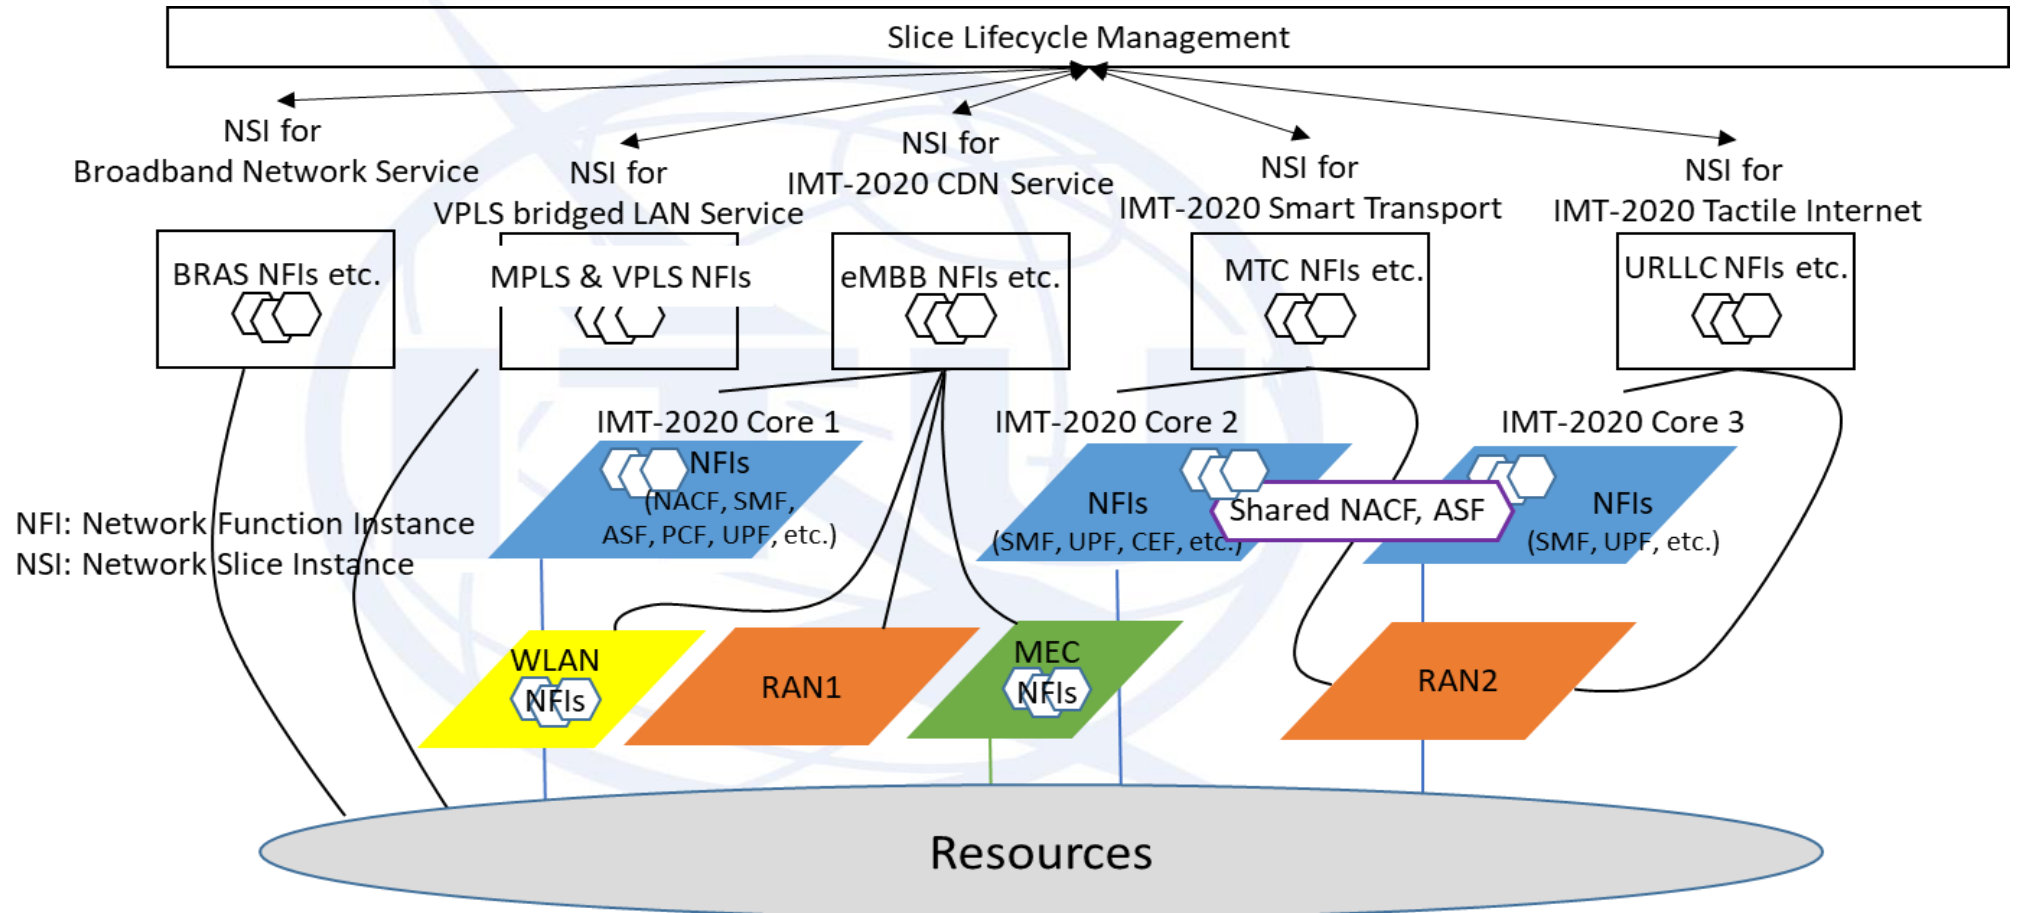 Slice Lifecycle Management
NSI for
Broadband Network Service
NSI for
VPLS bridged LAN Service
NSI for
IMT-2020 CDN Service
NSI for
IMT-2020 Smart Transport
NSI for
IMT-2020 Tactile Internet
BRAS NFIs etc.
MPLS & VPLS NFIs
eMBB NFIs etc.
MTC NFIs etc.
URLLC NFIs etc.
IMT-2020 Core 1
NFIs
(NACF, SMF,
ASF, PCF, UPF, etc.)
IMT-2020 Core 2
NFIs
(SMF, UPF, CEF, etc.)
Shared NACF, ASF
IMT-2020 Core 3
NFIs
(SMF, UPF, etc.)
NFI: Network Function Instance
NSI: Network Slice Instance
WLAN
NFIs
RAN1
MEC
NFIs
RAN2
Resources
ITU